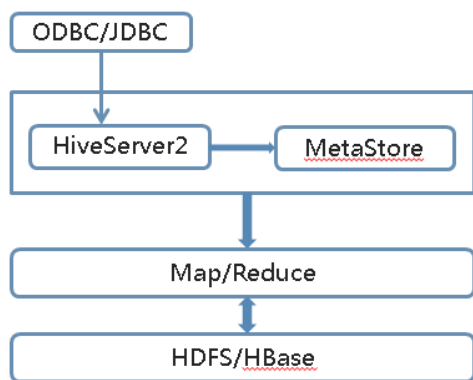 ODBC/JDBC
HiveServer2
MetaStore
Map/Reduce
HDFS/HBase